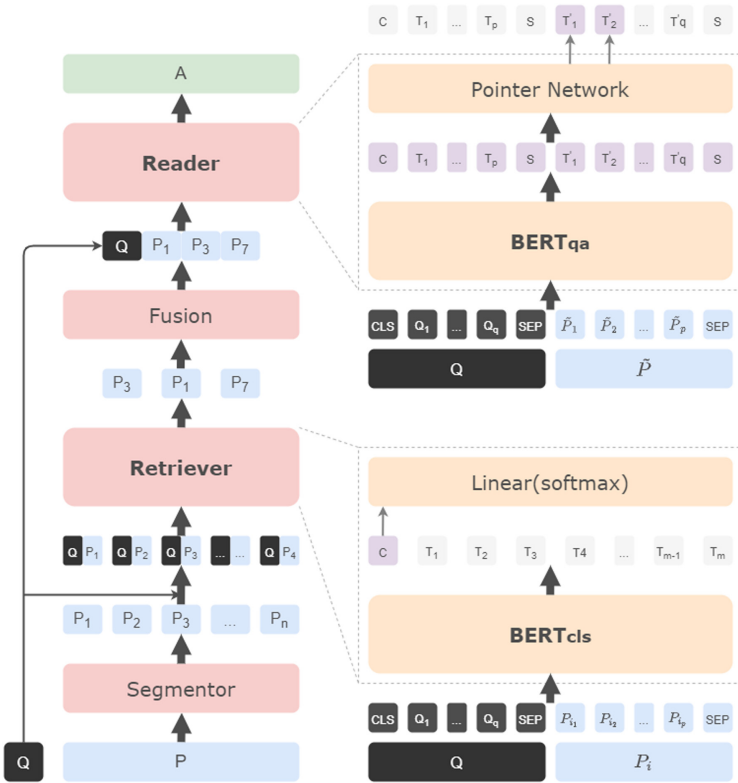 A
Reader
Q P₁ P₃ P₇
Fusion
P₃ P₁ P₇
Retriever
Q P₁ Q P₂ Q P₃ ... ... Q P₄
P₁ P₂ P₃ ... Pₙ
Segmentor
Q P
C T₁ ... Tₚ S T'₁ T'₂ ... T'q S
Pointer Network
C T₁ ... Tₚ S T'₁ T'₂ ... T'q S
BERTqa
CLS Q₁ ... Qq SEP P̃₁ P̃₂ ... P̃ₚ SEP
Q P̃
Linear(softmax)
C T₁ T₂ T₃ T4 ... Tₘ₋₁ Tₘ
BERTcls
CLS Q₁ ... Qq SEP Pᵢ₁ Pᵢ₂ ... Pᵢₚ SEP
Q Pᵢ